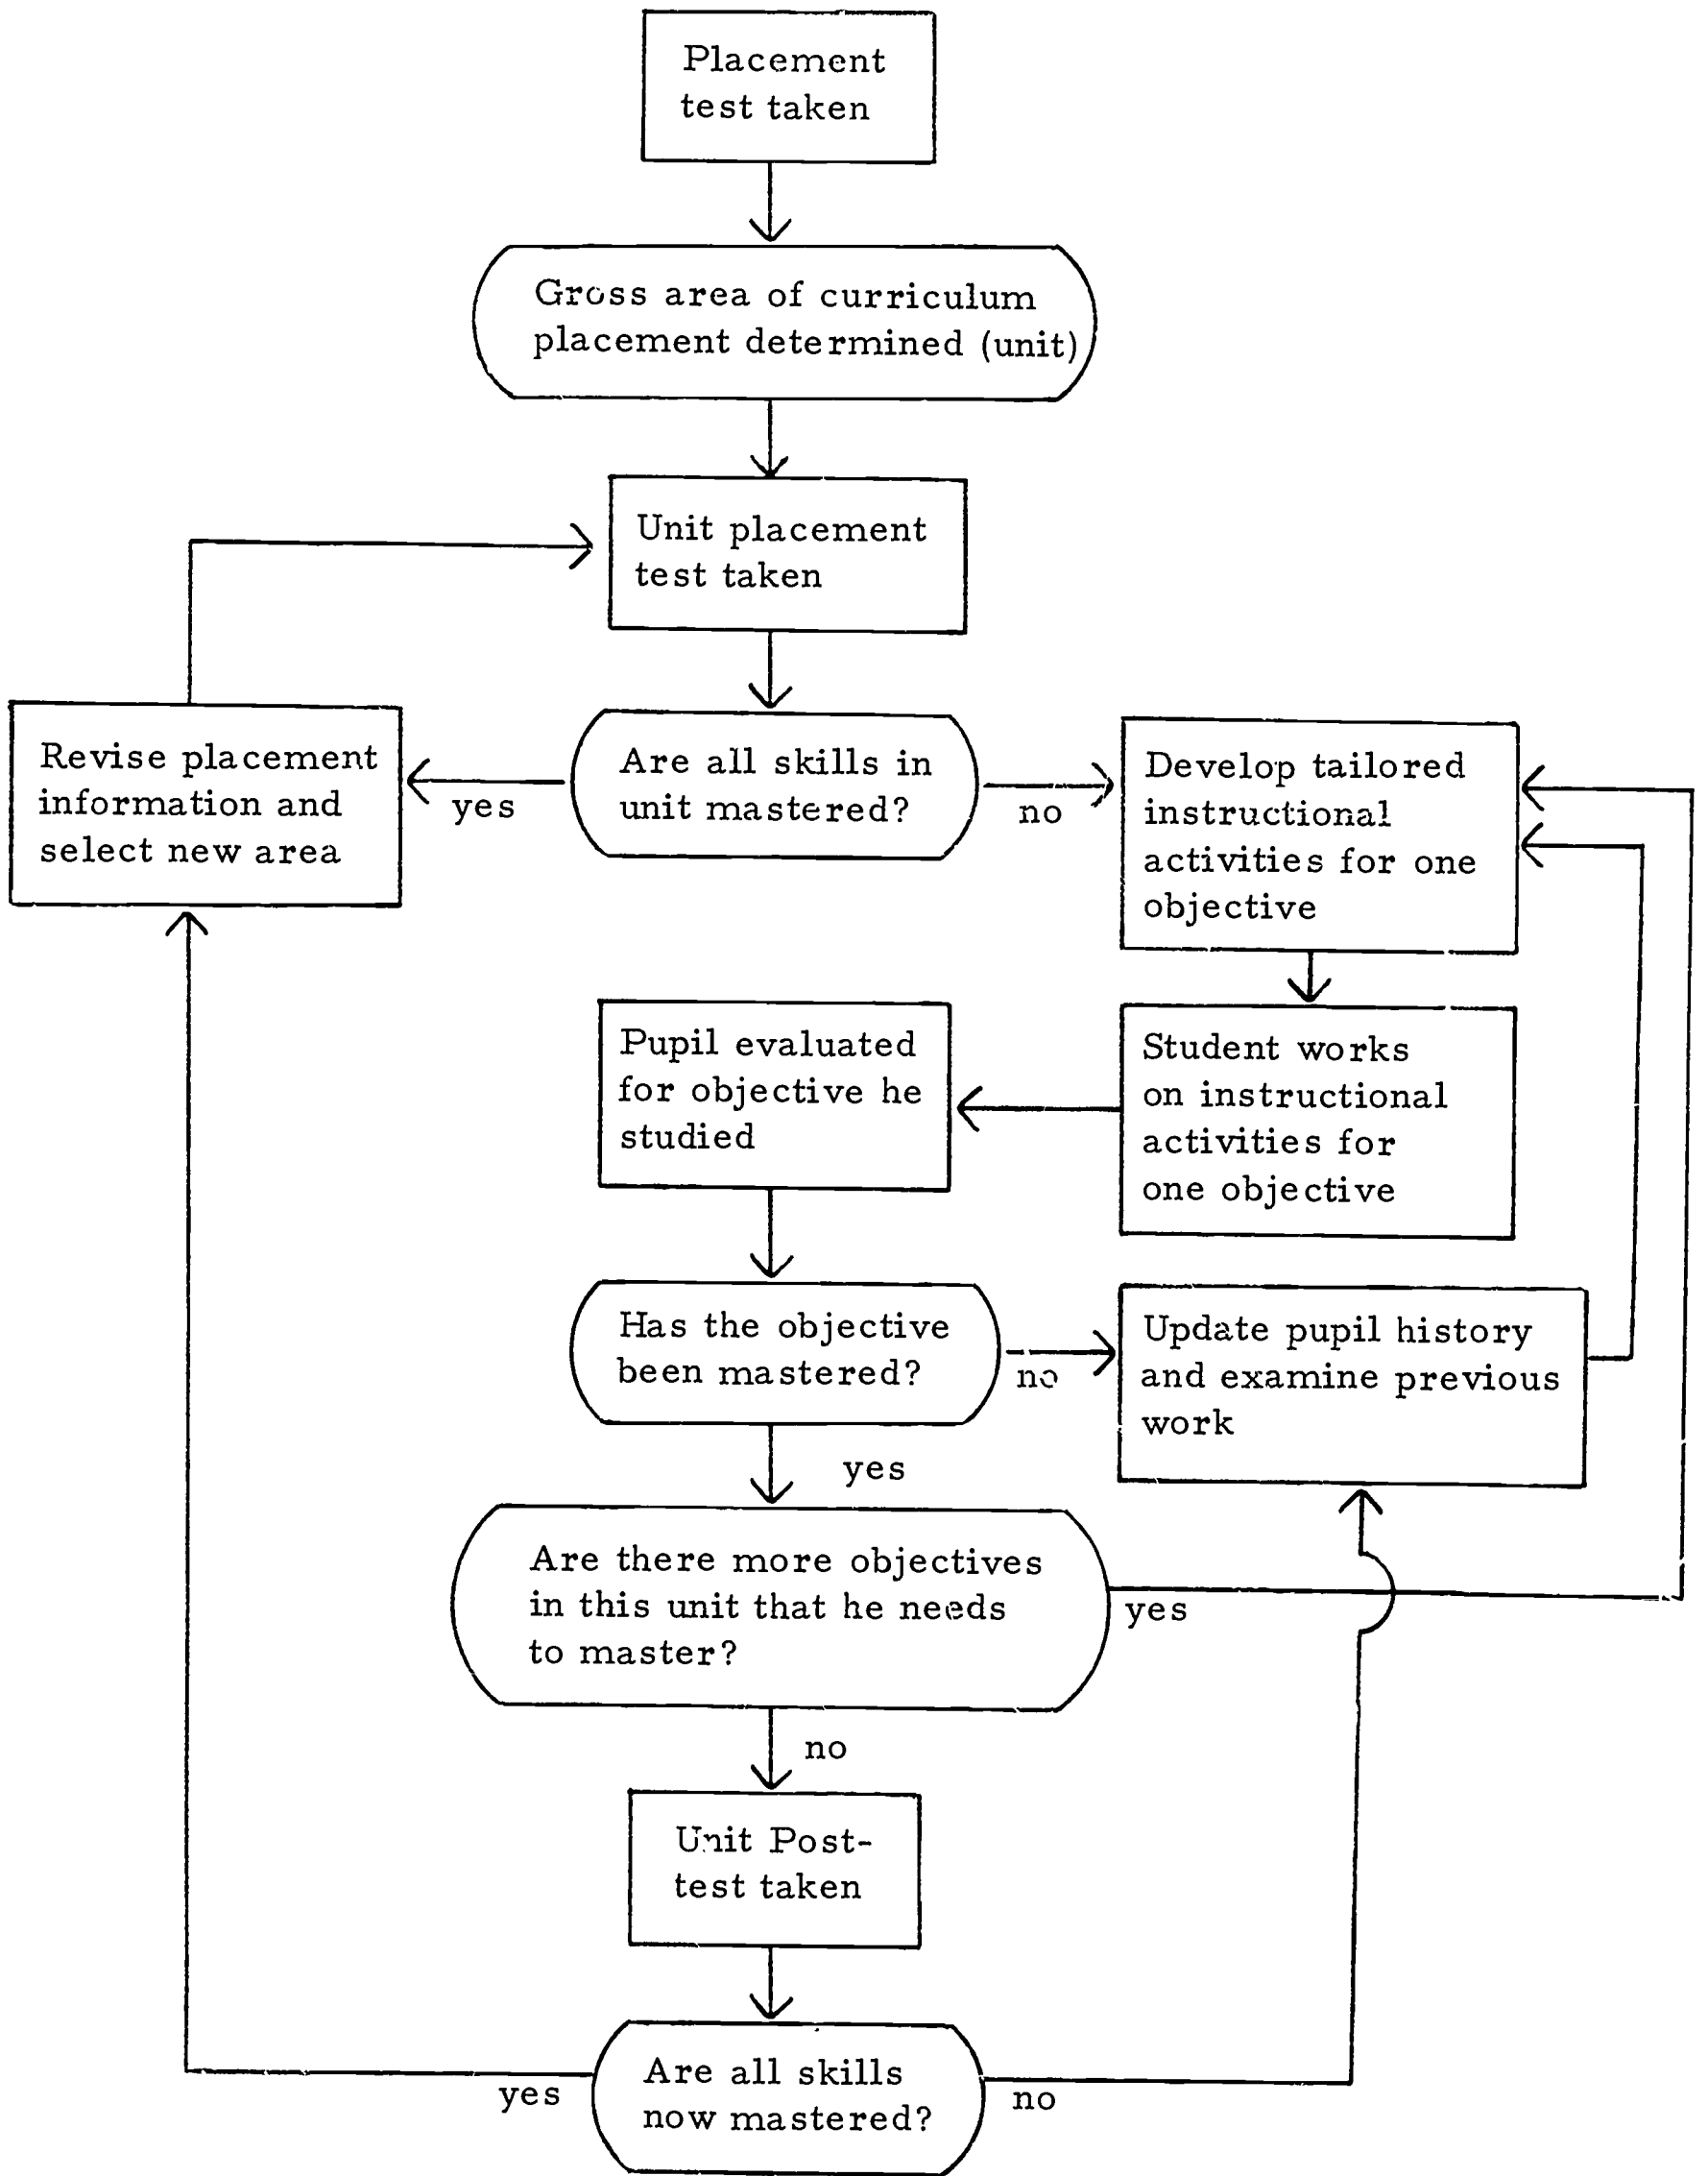 Placement
test taken
Gross area of curriculum
placement determined (unit)
Unit placement
test taken
Revise placement
information and
select new area
yes
Are all skills in
unit mastered?
no
Develop tailored
instructional
activities for one
objective
Pupil evaluated
for objective he
studied
Student works
on instructional
activities for
one objective
Has the objective
been mastered?
no
Update pupil history
and examine previous
work
yes
Are there more objectives
in this unit that he needs
to master?
yes
no
Unit Post-
test taken
yes
Are all skills
now mastered?
no